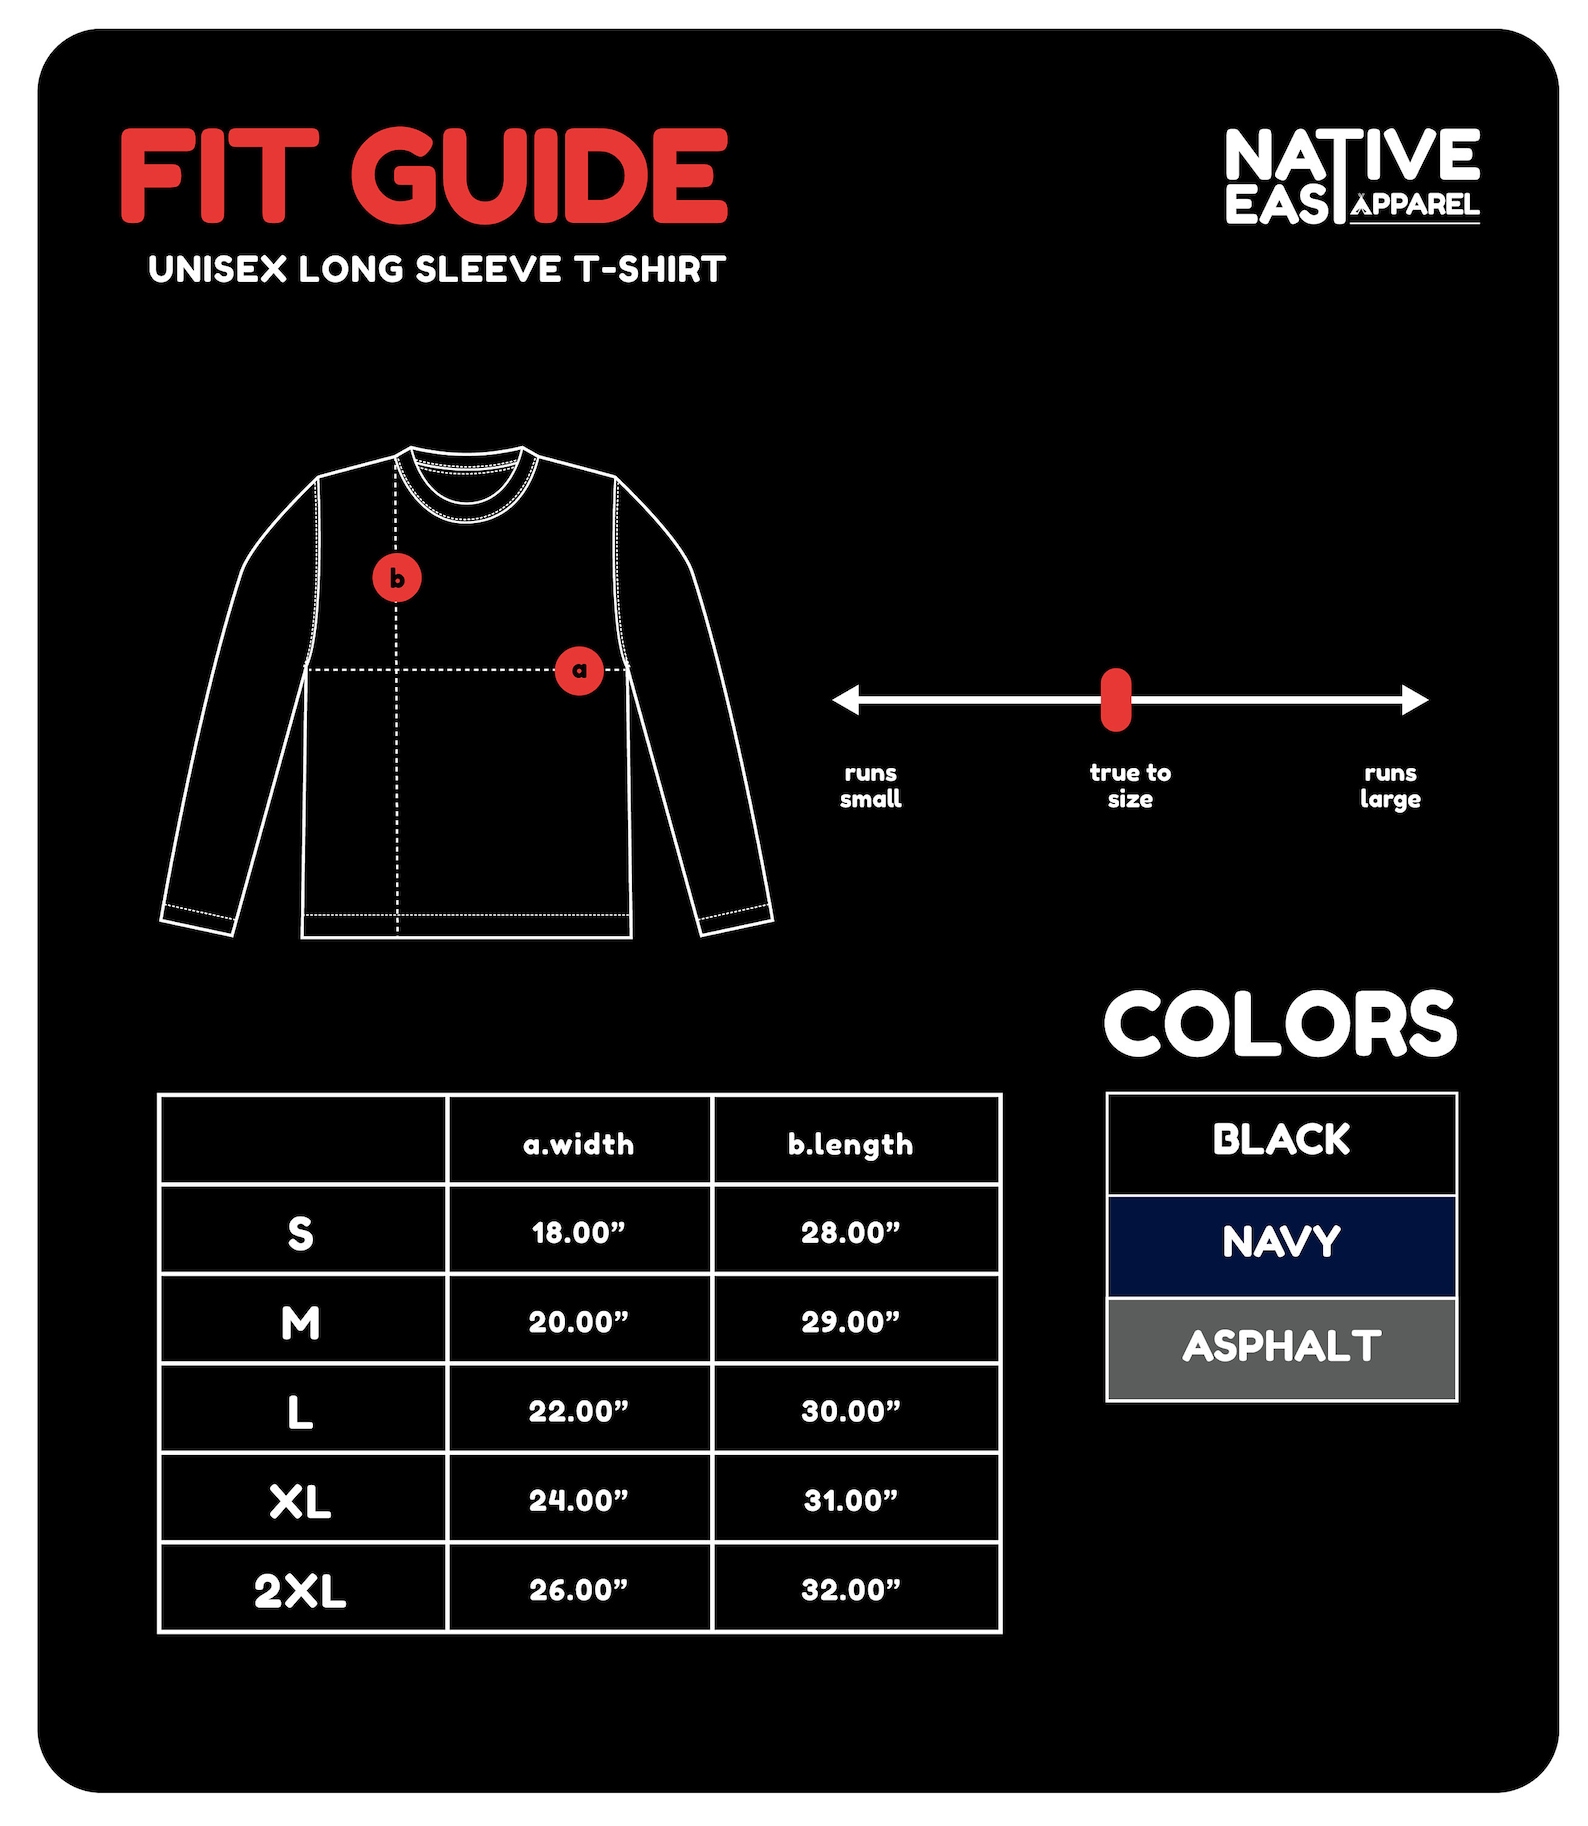 FIT GUIDE
UNISEX LONG SLEEVE T-SHIRT
NATIVE
EAST APPAREL
b
a
runs
small
true to
size
runs
large
COLORS
BLACK
NAVY
ASPHALT
a.width b.length
S 18.00” 28.00”
M 20.00” 29.00”
L 22.00” 30.00”
XL 24.00” 31.00”
2XL 26.00” 32.00”